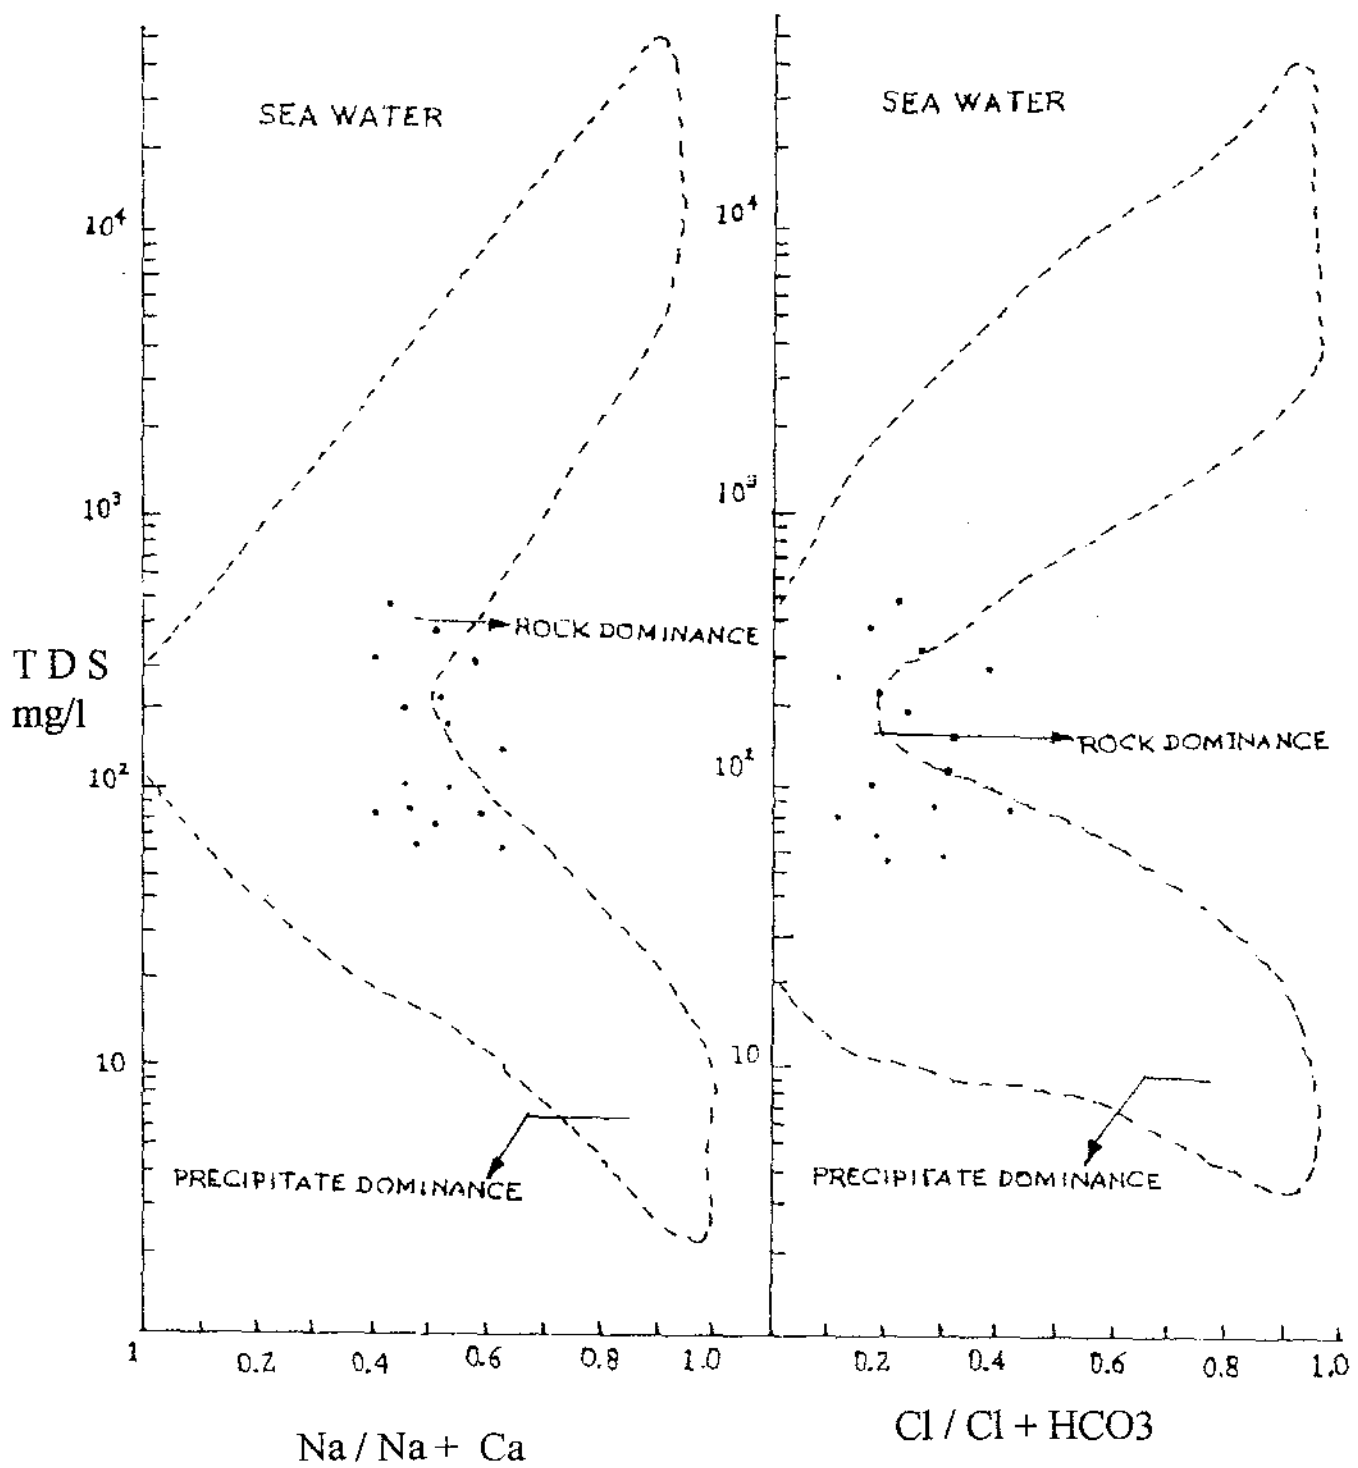 SEA WATER
SEA WATER
10⁴
10⁴
10³
10³
ROCK DOMINANCE
T D S
mg/l
ROCK DOMINANCE
10²
10²
10
10
PRECIPITATE DOMINANCE
PRECIPITATE DOMINANCE
1 0.2 0.4 0.6 0.8 1.0
0.2 0.4 0.6 0.8 1.0
Na / Na + Ca
Cl / Cl + HCO3